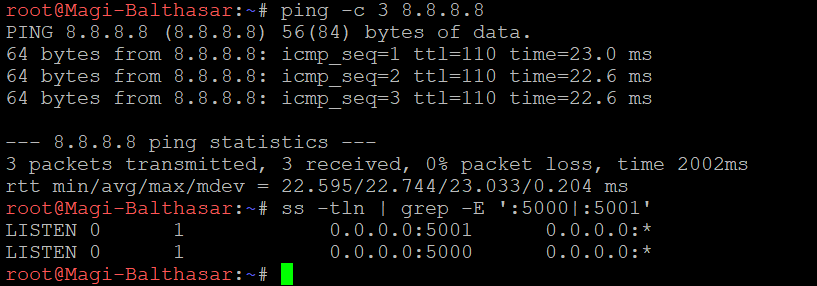 root@Magi-Balthasar:~# ping -c 3 8.8.8.8
PING 8.8.8.8 (8.8.8.8) 56(84) bytes of data.
64 bytes from 8.8.8.8: icmp_seq=1 ttl=110 time=23.0 ms
64 bytes from 8.8.8.8: icmp_seq=2 ttl=110 time=22.6 ms
64 bytes from 8.8.8.8: icmp_seq=3 ttl=110 time=22.6 ms

--- 8.8.8.8 ping statistics ---
3 packets transmitted, 3 received, 0% packet loss, time 2002ms
rtt min/avg/max/mdev = 22.595/22.744/23.033/0.204 ms
root@Magi-Balthasar:~# ss -tln | grep -E ':5000|:5001'
LISTEN 0      1            0.0.0.0:5001      0.0.0.0:*
LISTEN 0      1            0.0.0.0:5000      0.0.0.0:*
root@Magi-Balthasar:~#